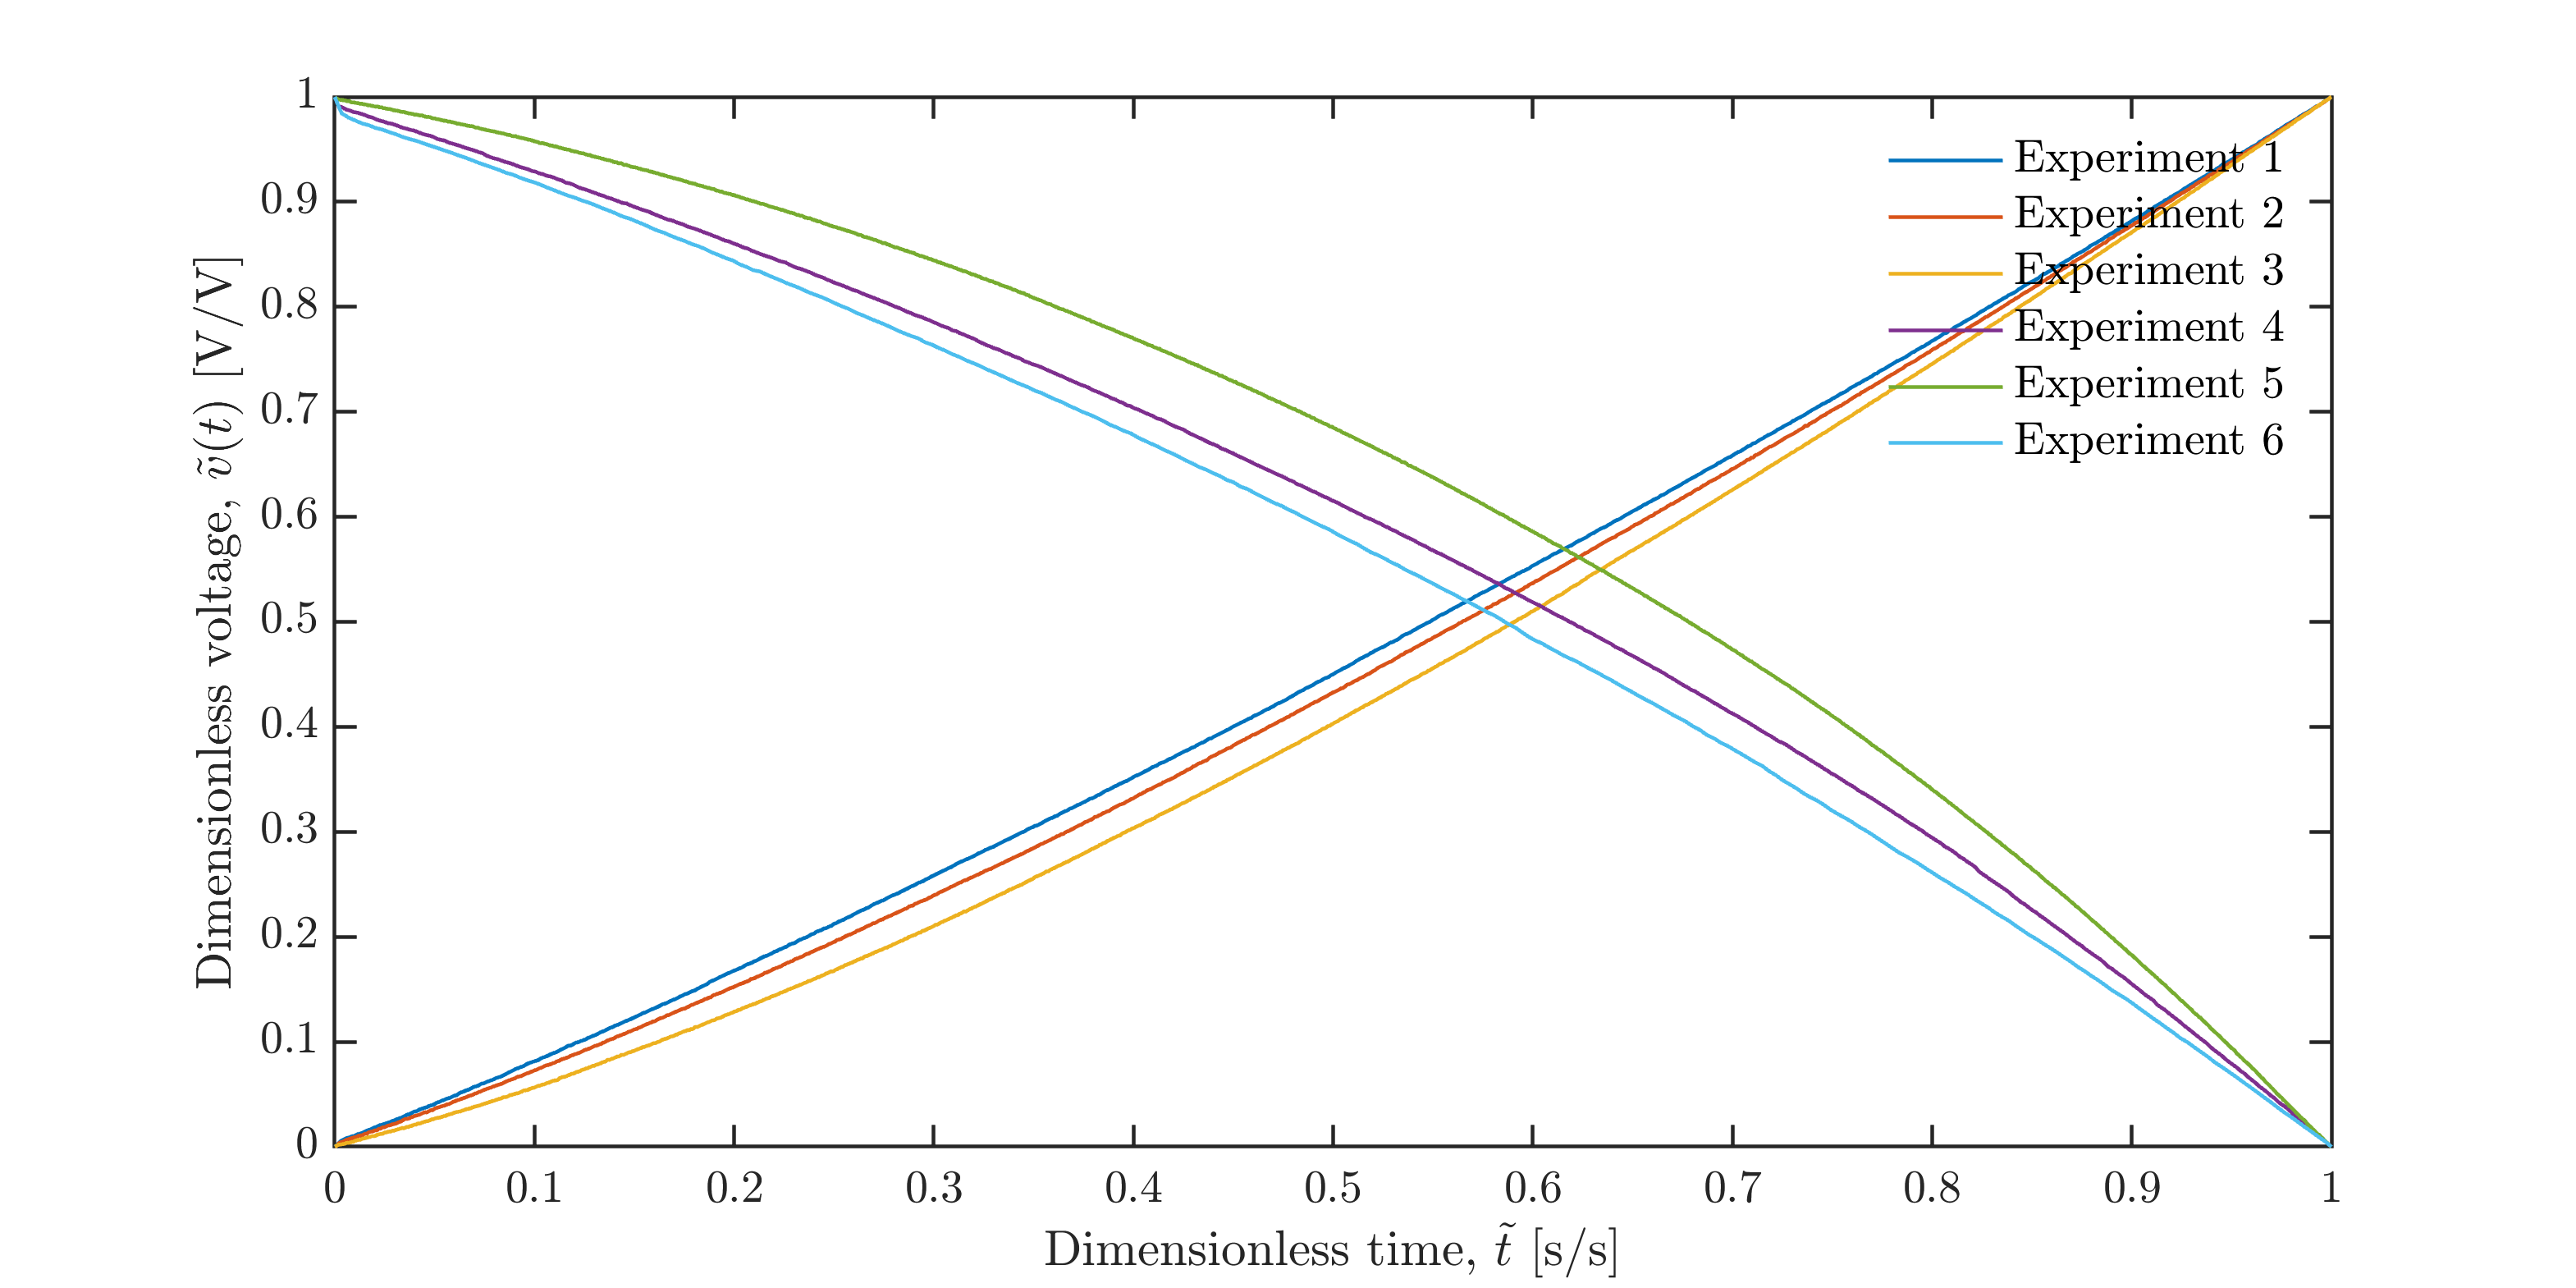 Dimensionless voltage, ṽ(t) [V/V]
1
0.9
0.8
0.7
0.6
0.5
0.4
0.3
0.2
0.1
0
Experiment 1
Experiment 2
Experiment 3
Experiment 4
Experiment 5
Experiment 6
0 0.1 0.2 0.3 0.4 0.5 0.6 0.7 0.8 0.9 1
Dimensionless time, t̃ [s/s]